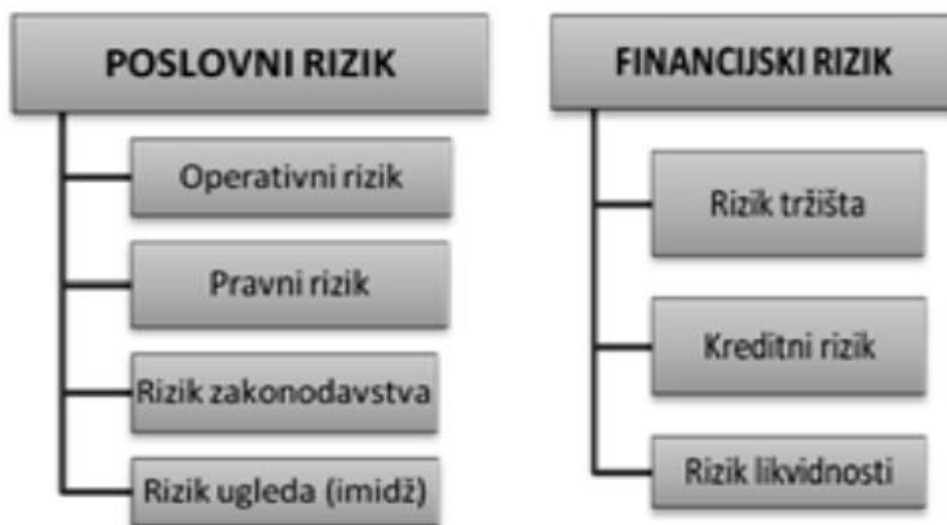 POSLOVNI RIZIK
Operativni rizik
Pravni rizik
Rizik zakonodavstva
Rizik ugleda (imidž)
FINANCIJSKI RIZIK
Rizik tržišta
Kreditni rizik
Rizik likvidnosti